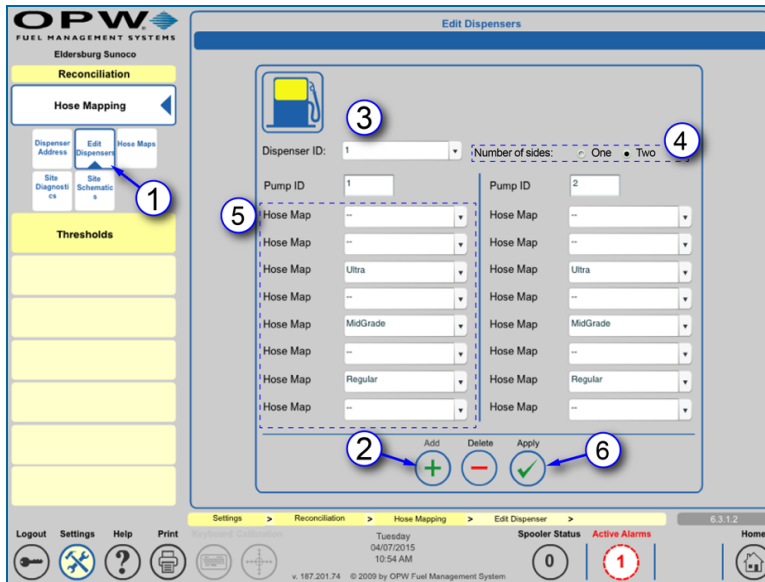 OPW
FUEL MANAGEMENT SYSTEMS
Eldersburg Sunoco
Reconciliation
Hose Mapping
Dispenser Address
Edit Dispensers
Hose Maps
Site Diagnosti cs
Site Schematic s
1
Thresholds
Edit Dispensers
3
Dispenser ID: 1
4
Number of sides: One Two
Pump ID 1
5
Hose Map --
Hose Map --
Hose Map Ultra
Hose Map --
Hose Map MidGrade
Hose Map --
Hose Map Regular
Hose Map --
Pump ID 2
Hose Map --
Hose Map --
Hose Map Ultra
Hose Map --
Hose Map MidGrade
Hose Map --
Hose Map Regular
Hose Map --
2
Add Delete Apply
6
Settings > Reconciliation > Hose Mapping > Edit Dispenser > 6.3.1.2
Logout Settings Help Print Keyboard Calibration
Tuesday
04/07/2015
10:54 AM
Spooler Status Active Alarms Home
0 1
v. 187.201.74 © 2009 by OPW Fuel Management System